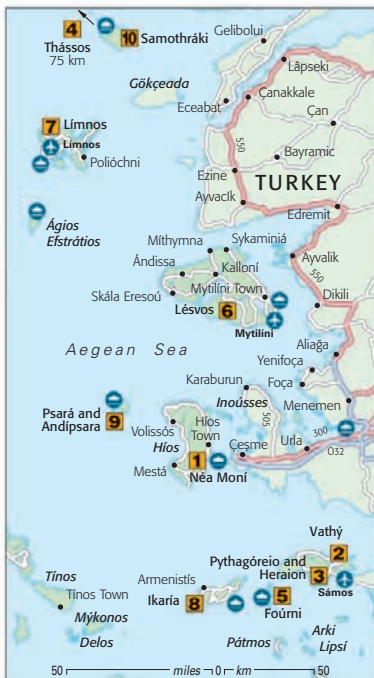 4
Thássos
75 km
10 Samothráki
Gelibolui
Lâpseki
Gökçeada
Eceabat
Çanakkale
Çan
7 Límnos
Límnos
Polióchni
550
Bayramic
Ezine
TURKEY
Ayvacık
Edremit
Ágios
Efstrátios
Míthymna
Sykaminiá
Ándissa
Kalloní
Ayvalik
550
Skála Eresoú
Mytilíni Town
Dikili
Lésvos 6
Mytilíni
Aegean Sea
Aliağa
Yenifoça
Karaburun
Foça
Inoússes
Menemen
Psará and
Andípsara
9
Volissós
Híos
Híos
Town
505
Çeşme
Urla
300
O32
Mestá
1
Néa Moní
Vathý
2
Pythagóreio and
Heraion 3
Sámos
Tínos
Tínos Town
Armenistís
Ikaría
8
5
Foúrni
Mýkonos
Delos
Pátmos
Arkí
Lipsí
50 miles 0 km 50